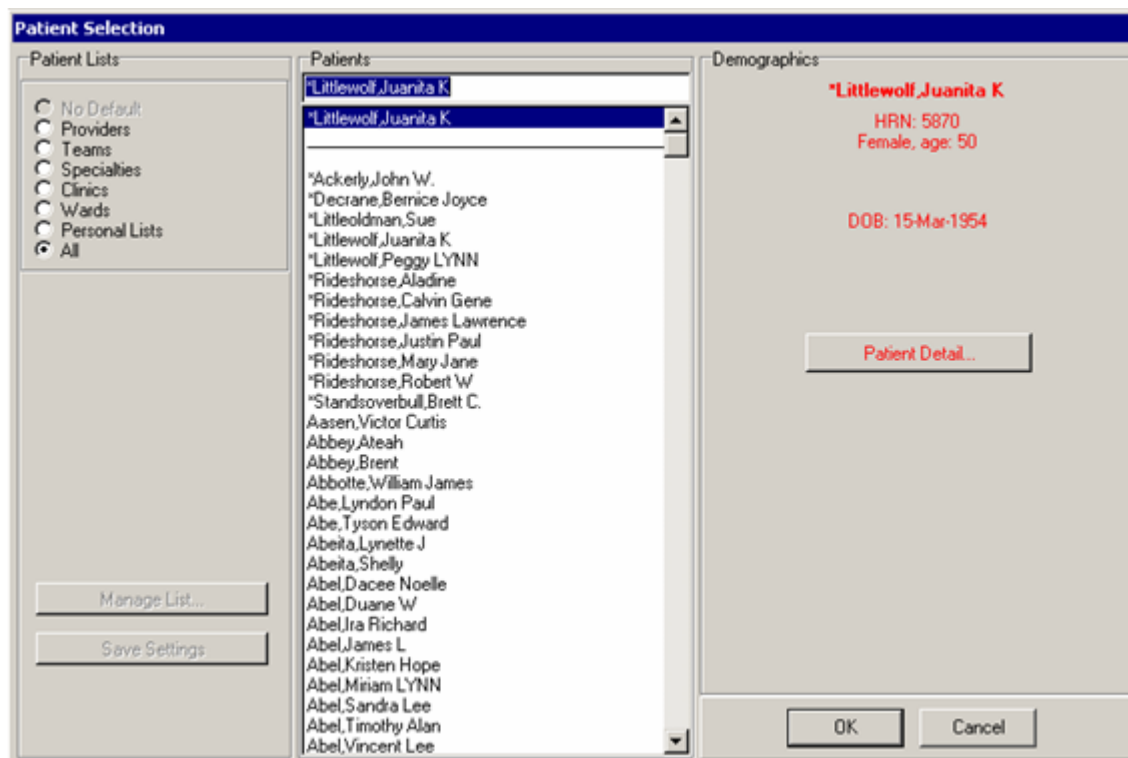 Patient Selection
Patient Lists
No Default
Providers
Teams
Specialties
Clinics
Wards
Personal Lists
All
Manage List...
Save Settings
Patients
*Littlewolf,Juanita K
*Littlewolf,Juanita K
*Ackerly,John W.
*Decrane,Bernice Joyce
*Littleoldman,Sue
*Littlewolf,Juanita K
*Littlewolf,Peggy LYNN
*Rideshorse,Aladine
*Rideshorse,Calvin Gene
*Rideshorse,James Lawrence
*Rideshorse,Justin Paul
*Rideshorse,Mary Jane
*Rideshorse,Robert W
*Standsoverbull,Brett C.
Aasen,Victor Curtis
Abbey,Ateah
Abbey,Brent
Abbotte,William James
Abe,Lyndon Paul
Abe,Tyson Edward
Abeita,Lynette J
Abeita,Shelly
Abel,Dacee Noelle
Abel,Duane W
Abel,Ira Richard
Abel,James L
Abel,Kristen Hope
Abel,Miriam LYNN
Abel,Sandra Lee
Abel,Timothy Alan
Abel,Vincent Lee
Demographics
*Littlewolf,Juanita K
HRN: 5870
Female, age: 50
DOB: 15-Mar-1954
Patient Detail...
OK
Cancel